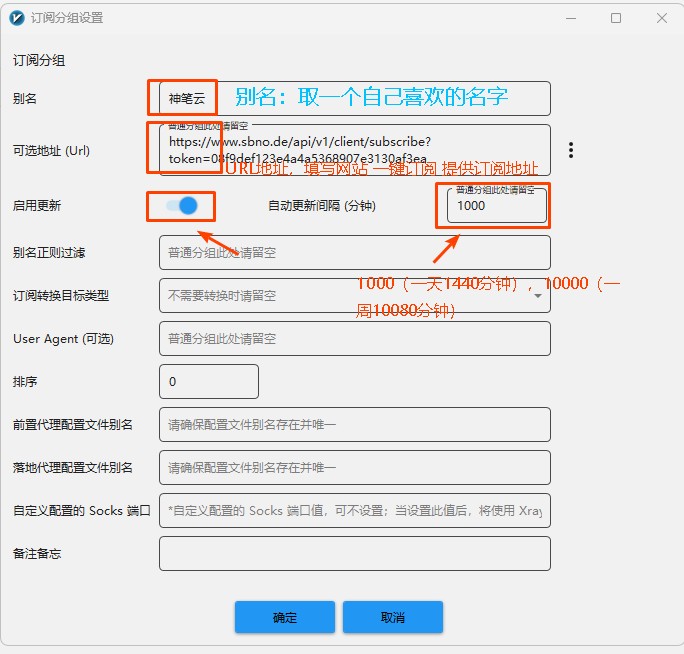 订阅分组设置
订阅分组
别名
神笔云
别名：取一个自己喜欢的名字
可选地址 (Url)
普通分组此处请留空
https://www.sbno.de/api/v1/client/subscribe?
token=08f9def123e4a4a5368907e3130af3ea
URL地址，填写网站 一键订阅 提供订阅地址
启用更新
自动更新间隔 (分钟)
普通分组此处请留空
1000
别名正则过滤
普通分组此处请留空
1000（一天1440分钟），10000（一
周10080分钟）
订阅转换目标类型
不需要转换时请留空
User Agent (可选)
普通分组此处请留空
排序
0
前置代理配置文件别名
请确保配置文件别名存在并唯一
落地代理配置文件别名
请确保配置文件别名存在并唯一
自定义配置的 Socks 端口
*自定义配置的 Socks 端口值，可不设置；当设置此值后，将使用 Xray
备注备忘
确定
取消